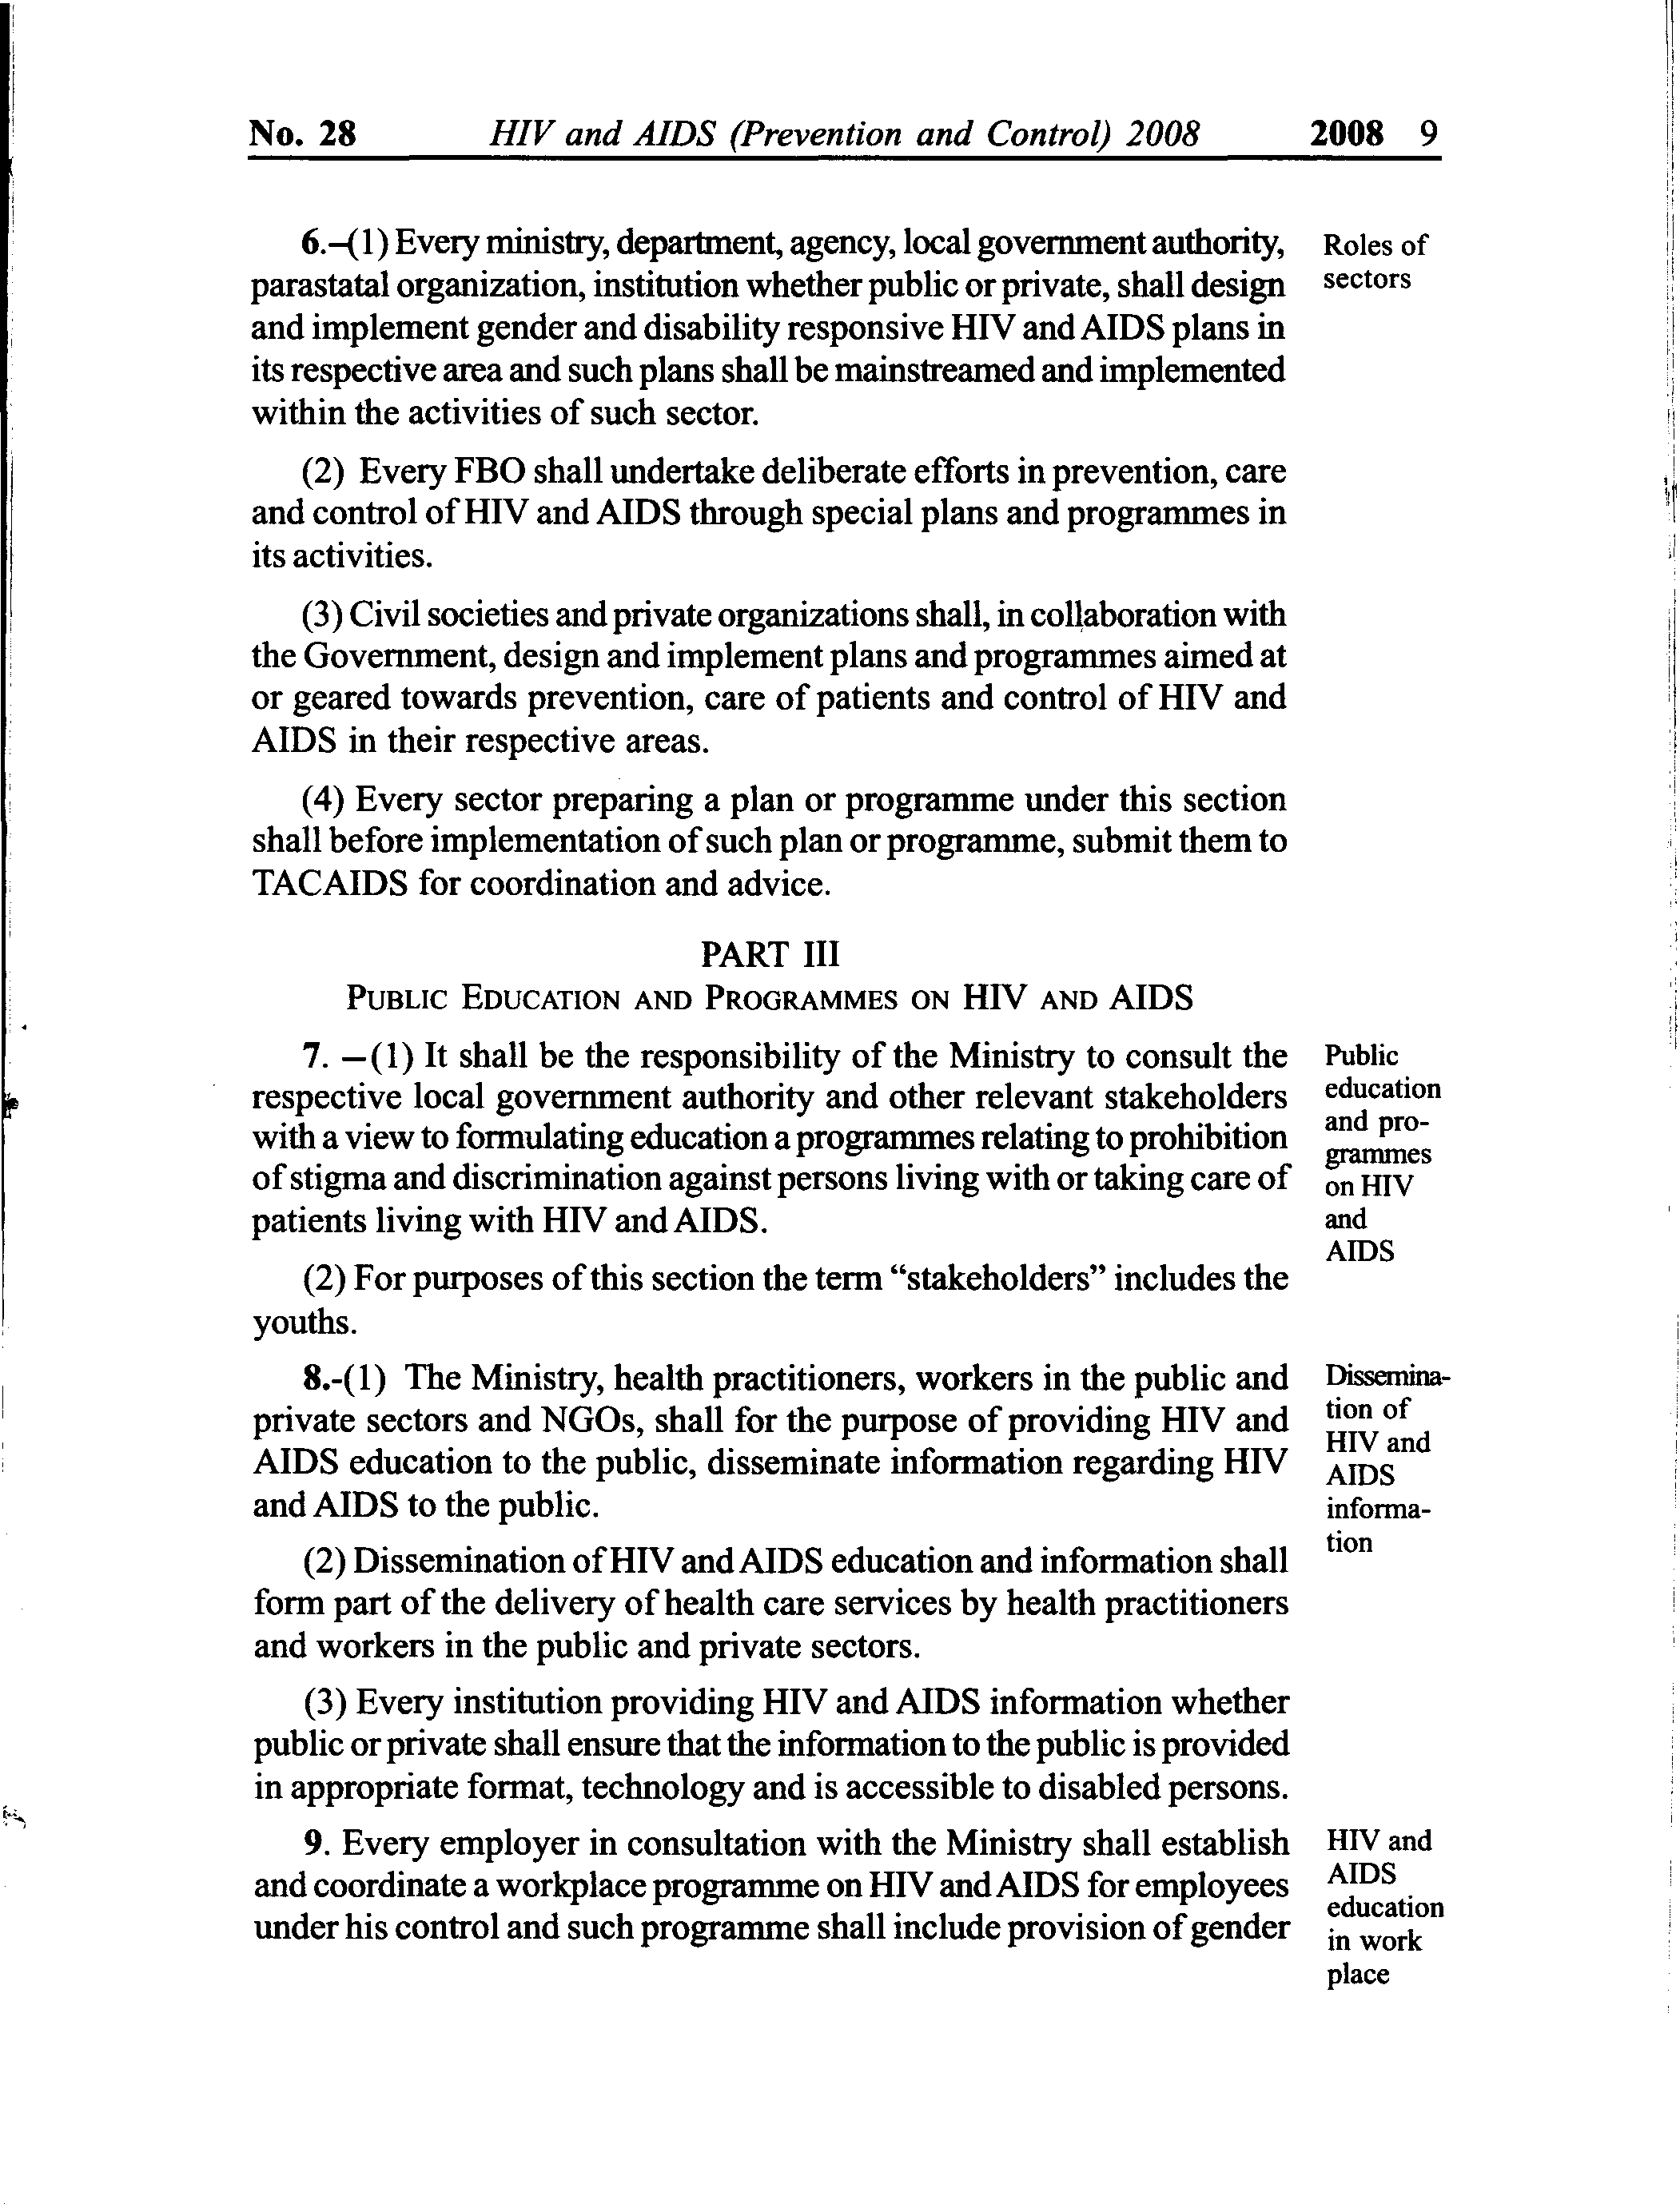 No. 28 HIV and AIDS (Prevention and Control) 2008 2008 9
6.–(1) Every ministry, department, agency, local government authority,
parastatal organization, institution whether public or private, shall design
and implement gender and disability responsive HIV and AIDS plans in
its respective area and such plans shall be mainstreamed and implemented
within the activities of such sector.
Roles of
sectors
(2) Every FBO shall undertake deliberate efforts in prevention, care
and control of HIV and AIDS through special plans and programmes in
its activities.
(3) Civil societies and private organizations shall, in collaboration with
the Government, design and implement plans and programmes aimed at
or geared towards prevention, care of patients and control of HIV and
AIDS in their respective areas.
(4) Every sector preparing a plan or programme under this section
shall before implementation of such plan or programme, submit them to
TACAIDS for coordination and advice.
PART III
PUBLIC EDUCATION AND PROGRAMMES ON HIV AND AIDS
7. –(1) It shall be the responsibility of the Ministry to consult the
respective local government authority and other relevant stakeholders
with a view to formulating education a programmes relating to prohibition
of stigma and discrimination against persons living with or taking care of
patients living with HIV and AIDS.
Public
education
and pro-
grammes
on HIV
and
AIDS
(2) For purposes of this section the term “stakeholders” includes the
youths.
8.-(1) The Ministry, health practitioners, workers in the public and
private sectors and NGOs, shall for the purpose of providing HIV and
AIDS education to the public, disseminate information regarding HIV
and AIDS to the public.
Dissemina-
tion of
HIV and
AIDS
informa-
tion
(2) Dissemination of HIV and AIDS education and information shall
form part of the delivery of health care services by health practitioners
and workers in the public and private sectors.
(3) Every institution providing HIV and AIDS information whether
public or private shall ensure that the information to the public is provided
in appropriate format, technology and is accessible to disabled persons.
9. Every employer in consultation with the Ministry shall establish
and coordinate a workplace programme on HIV and AIDS for employees
under his control and such programme shall include provision of gender
HIV and
AIDS
education
in work
place